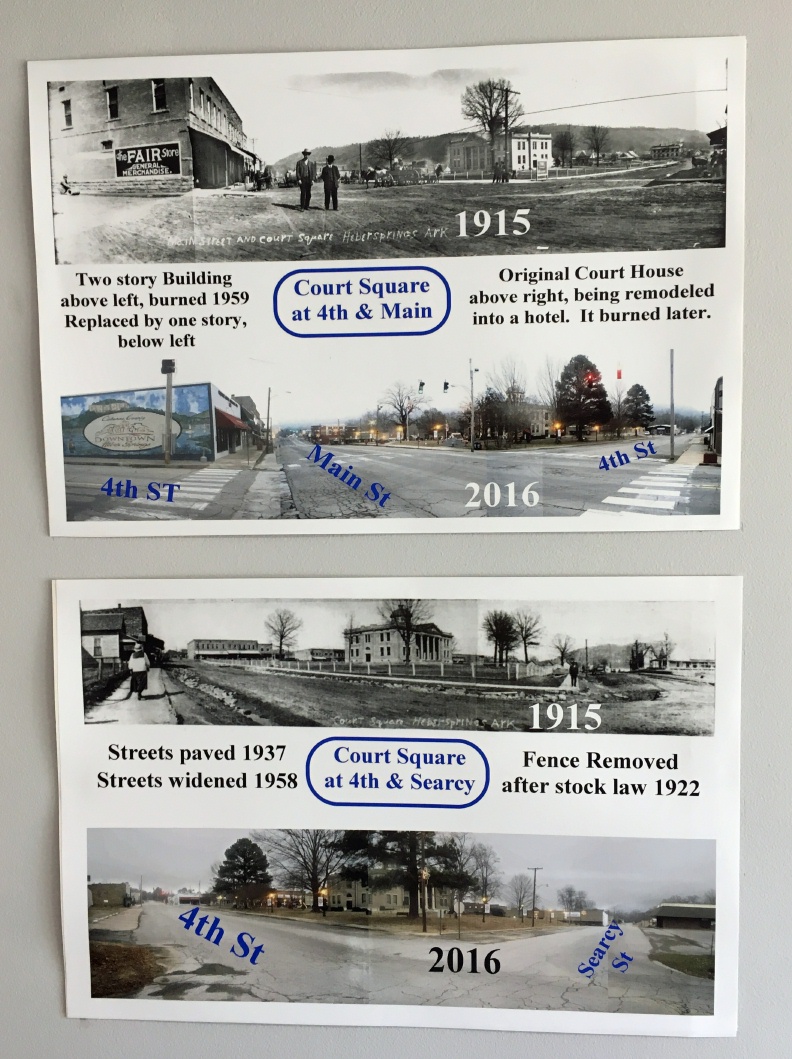 The FAIR Store
GENERAL
MERCHANDISE.
MAIN STREET AND COURT SQUARE HEBERSPRINGS ARK
1915
Two story Building
above left, burned 1959
Replaced by one story,
below left
Court Square
at 4th & Main
Original Court House
above right, being remodeled
into a hotel. It burned later.
DOWNTOWN
4th ST
Main St
2016
4th St
COURT SQUARE HEBERSPRINGS ARK
1915
Streets paved 1937
Streets widened 1958
Court Square
at 4th & Searcy
Fence Removed
after stock law 1922
4th St
2016
Searcy
St